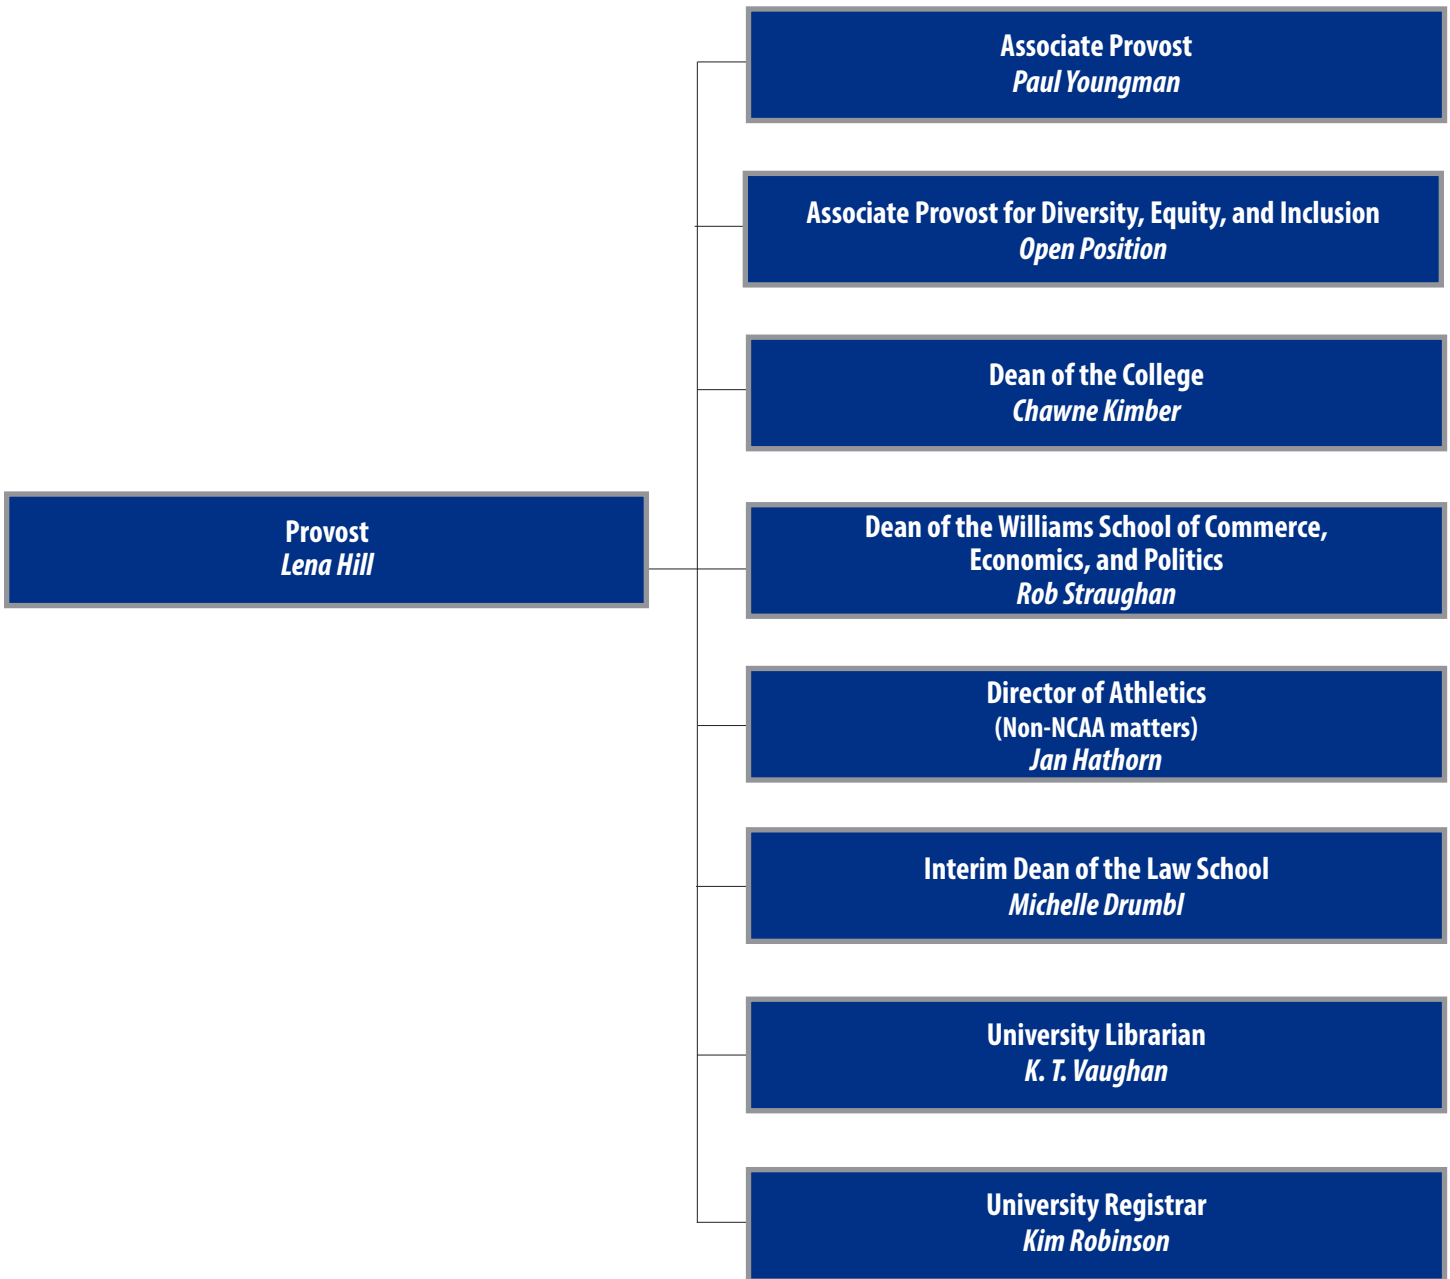 Associate Provost
Paul Youngman
Associate Provost for Diversity, Equity, and Inclusion
Open Position
Dean of the College
Chawne Kimber
Provost
Lena Hill
Dean of the Williams School of Commerce,
Economics, and Politics
Rob Straughan
Director of Athletics
(Non-NCAA matters)
Jan Hathorn
Interim Dean of the Law School
Michelle Drumbl
University Librarian
K. T. Vaughan
University Registrar
Kim Robinson